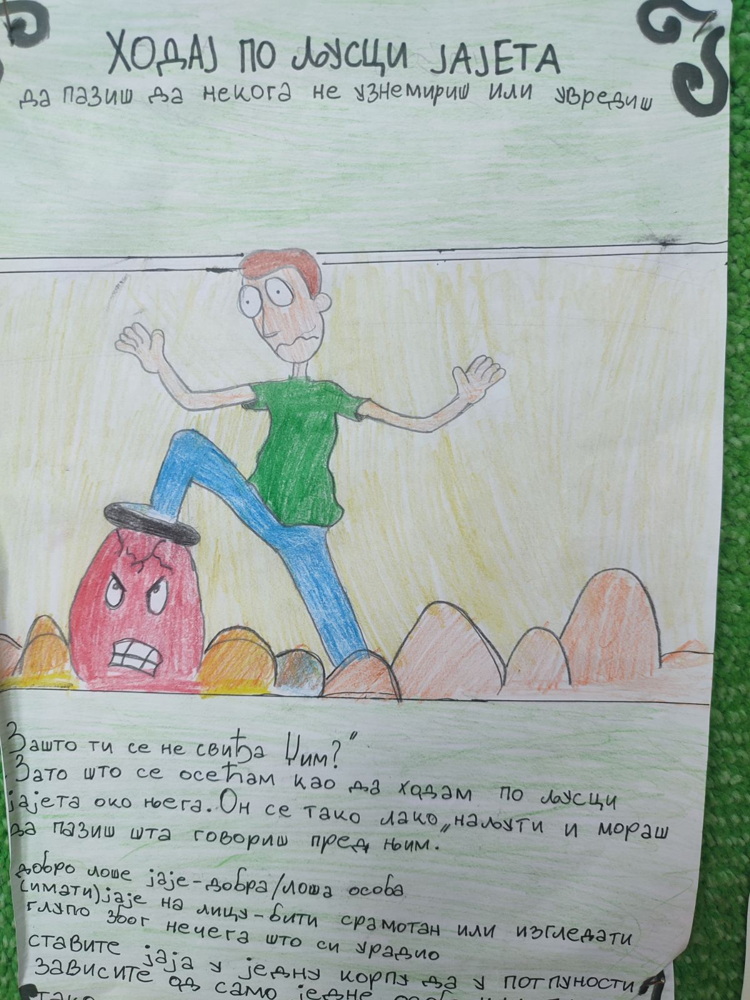 ХОДАЈ ПО ЉУСЦИ ЈАЈЕТА
да пазиш да некога не узнемириш или увредиш
Зашто ти се не свиђа Џим?"
Зато што се осећам као да ходам по љусци
јајета око њега. Он се тако лако „наљути и мораш
да пазиш шта говориш пред њим.
добро лоше јаје-добра/лоша особа
(имати)јаје на лицу-бити срамотан или изгледати
глупо због нечега што си урадио
ставите јаја у једну корпу да у потпуности
зависите од само једне
тако